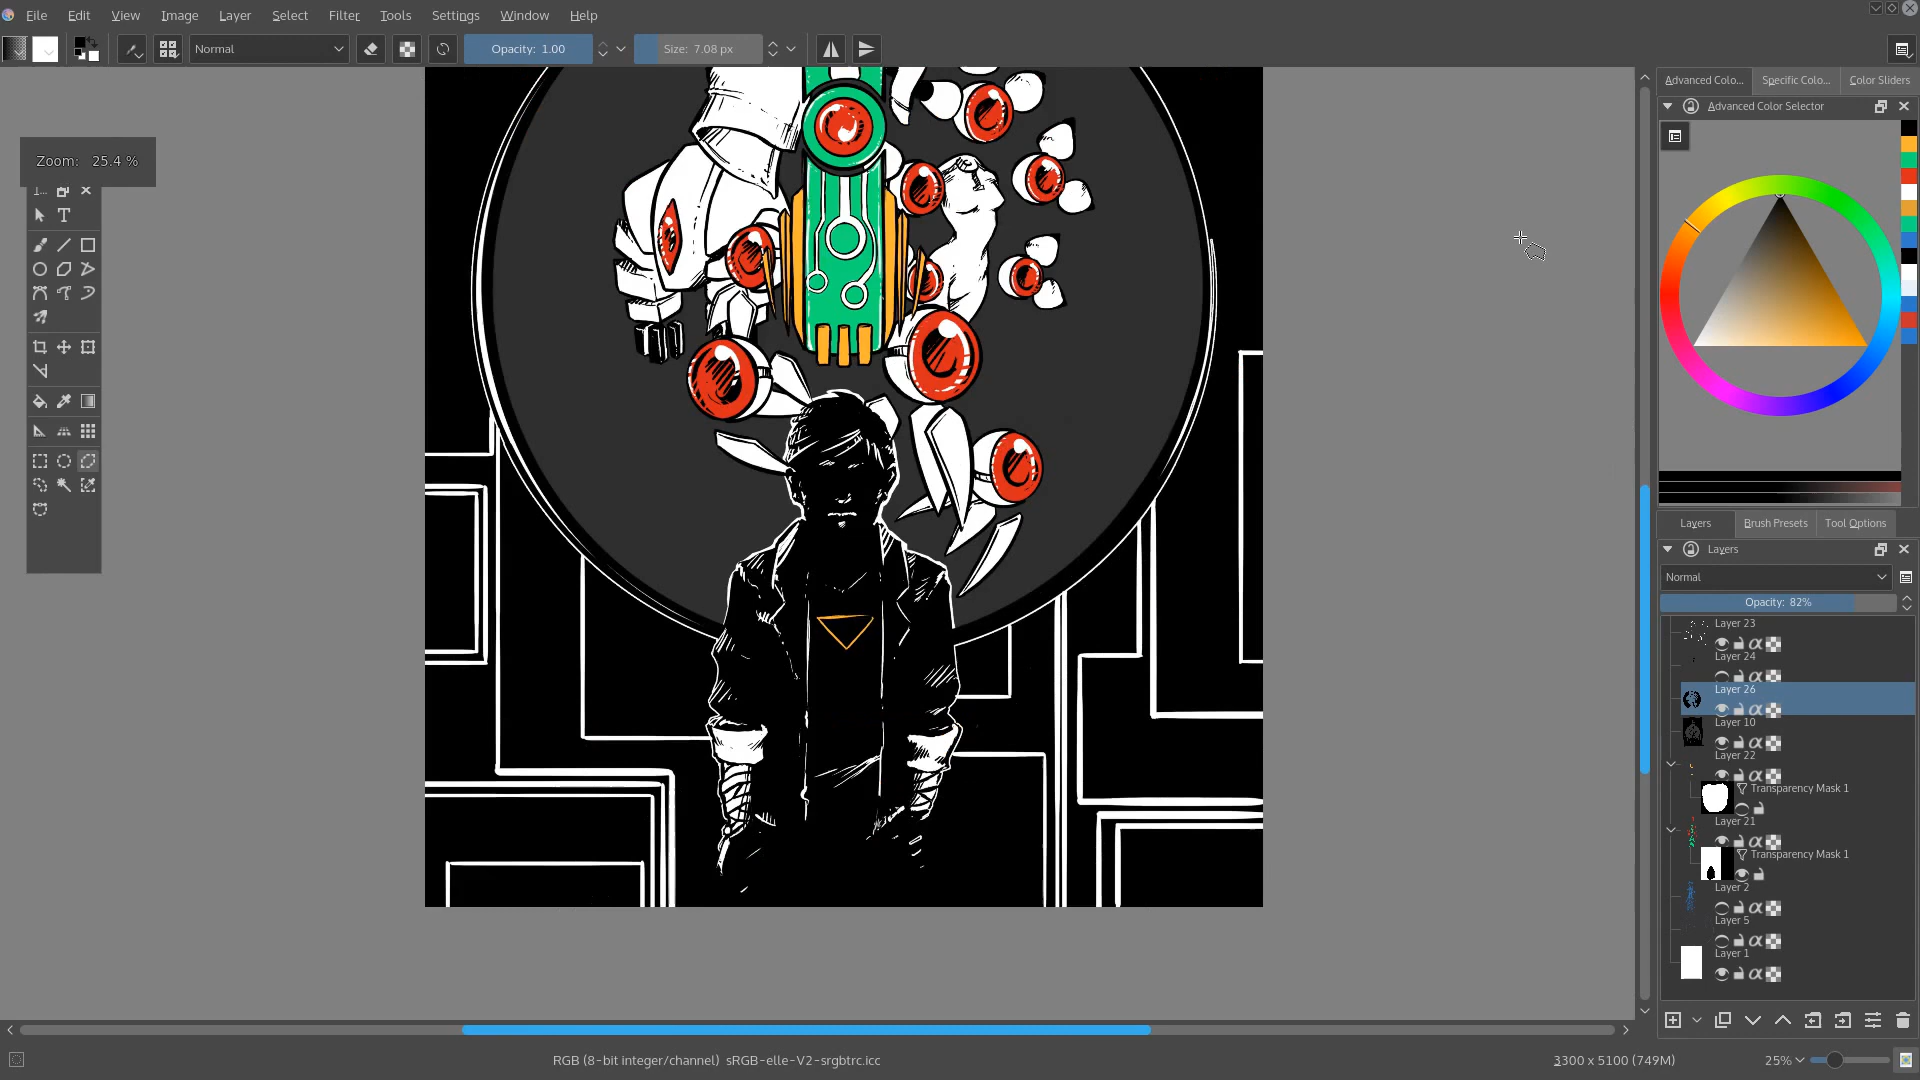 File Edit View Image Layer Select Filter Tools Settings Window Help
Normal Opacity: 1.00 Size: 7.08 px
Advanced Colo... Specific Colo... Color Sliders
Advanced Color Selector
Zoom: 25.4 %
1...
T
Layers Brush Presets Tool Options
Layers
Normal
Opacity: 82%
Layer 23
Layer 24
Layer 26
Layer 10
Layer 22
Transparency Mask 1
Layer 21
Transparency Mask 1
Layer 2
Layer 5
Layer 1
RGB (8-bit integer/channel) sRGB-elle-V2-srgbtrc.icc 3300 x 5100 (749M) 25%